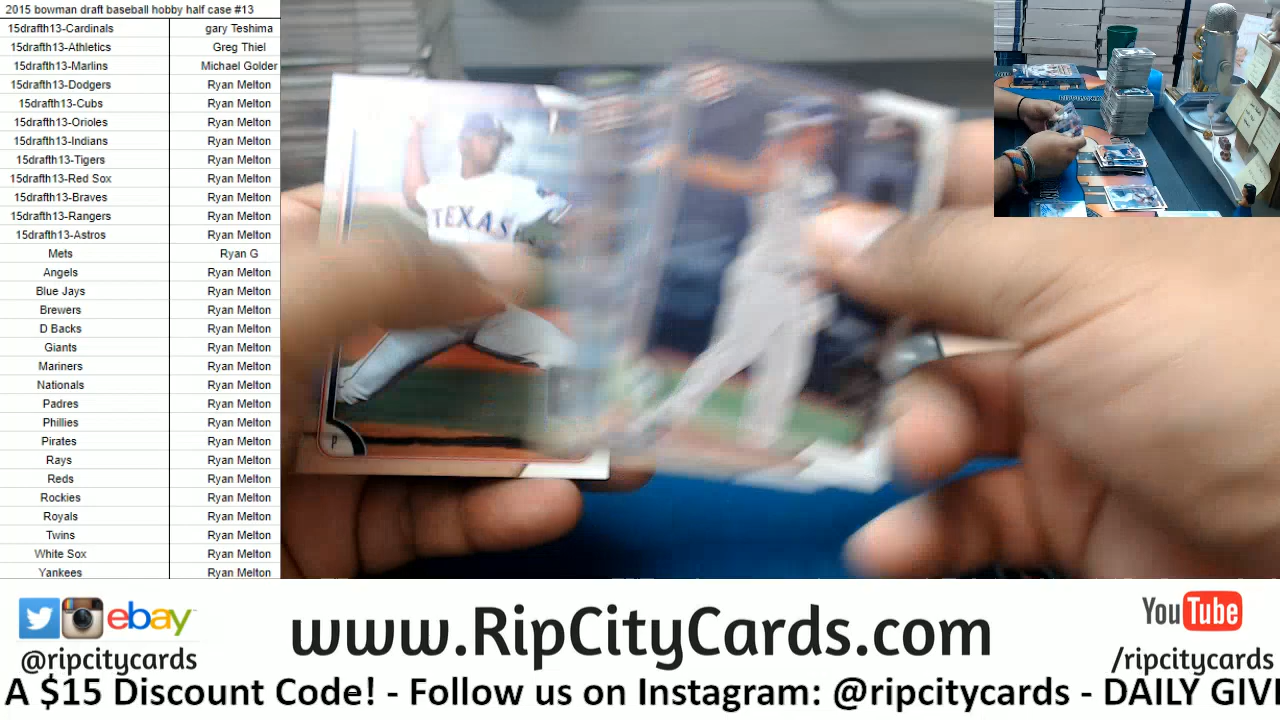 2015 bowman draft baseball hobby half case #13
15drafth13-Cardinals gary Teshima
15drafth13-Athletics Greg Thiel
15drafth13-Marlins Michael Golder
15drafth13-Dodgers Ryan Melton
15drafth13-Cubs Ryan Melton
15drafth13-Orioles Ryan Melton
15drafth13-Indians Ryan Melton
15drafth13-Tigers Ryan Melton
15drafth13-Red Sox Ryan Melton
15drafth13-Braves Ryan Melton
15drafth13-Rangers Ryan Melton
15drafth13-Astros Ryan Melton
Mets Ryan G
Angels Ryan Melton
Blue Jays Ryan Melton
Brewers Ryan Melton
D Backs Ryan Melton
Giants Ryan Melton
Mariners Ryan Melton
Nationals Ryan Melton
Padres Ryan Melton
Phillies Ryan Melton
Pirates Ryan Melton
Rays Ryan Melton
Reds Ryan Melton
Rockies Ryan Melton
Royals Ryan Melton
Twins Ryan Melton
White Sox Ryan Melton
Yankees Ryan Melton
TEXAS
P
ebay
@ripcitycards
www.RipCityCards.com
YouTube
/ripcitycards
A $15 Discount Code! - Follow us on Instagram: @ripcitycards - DAILY GIVE